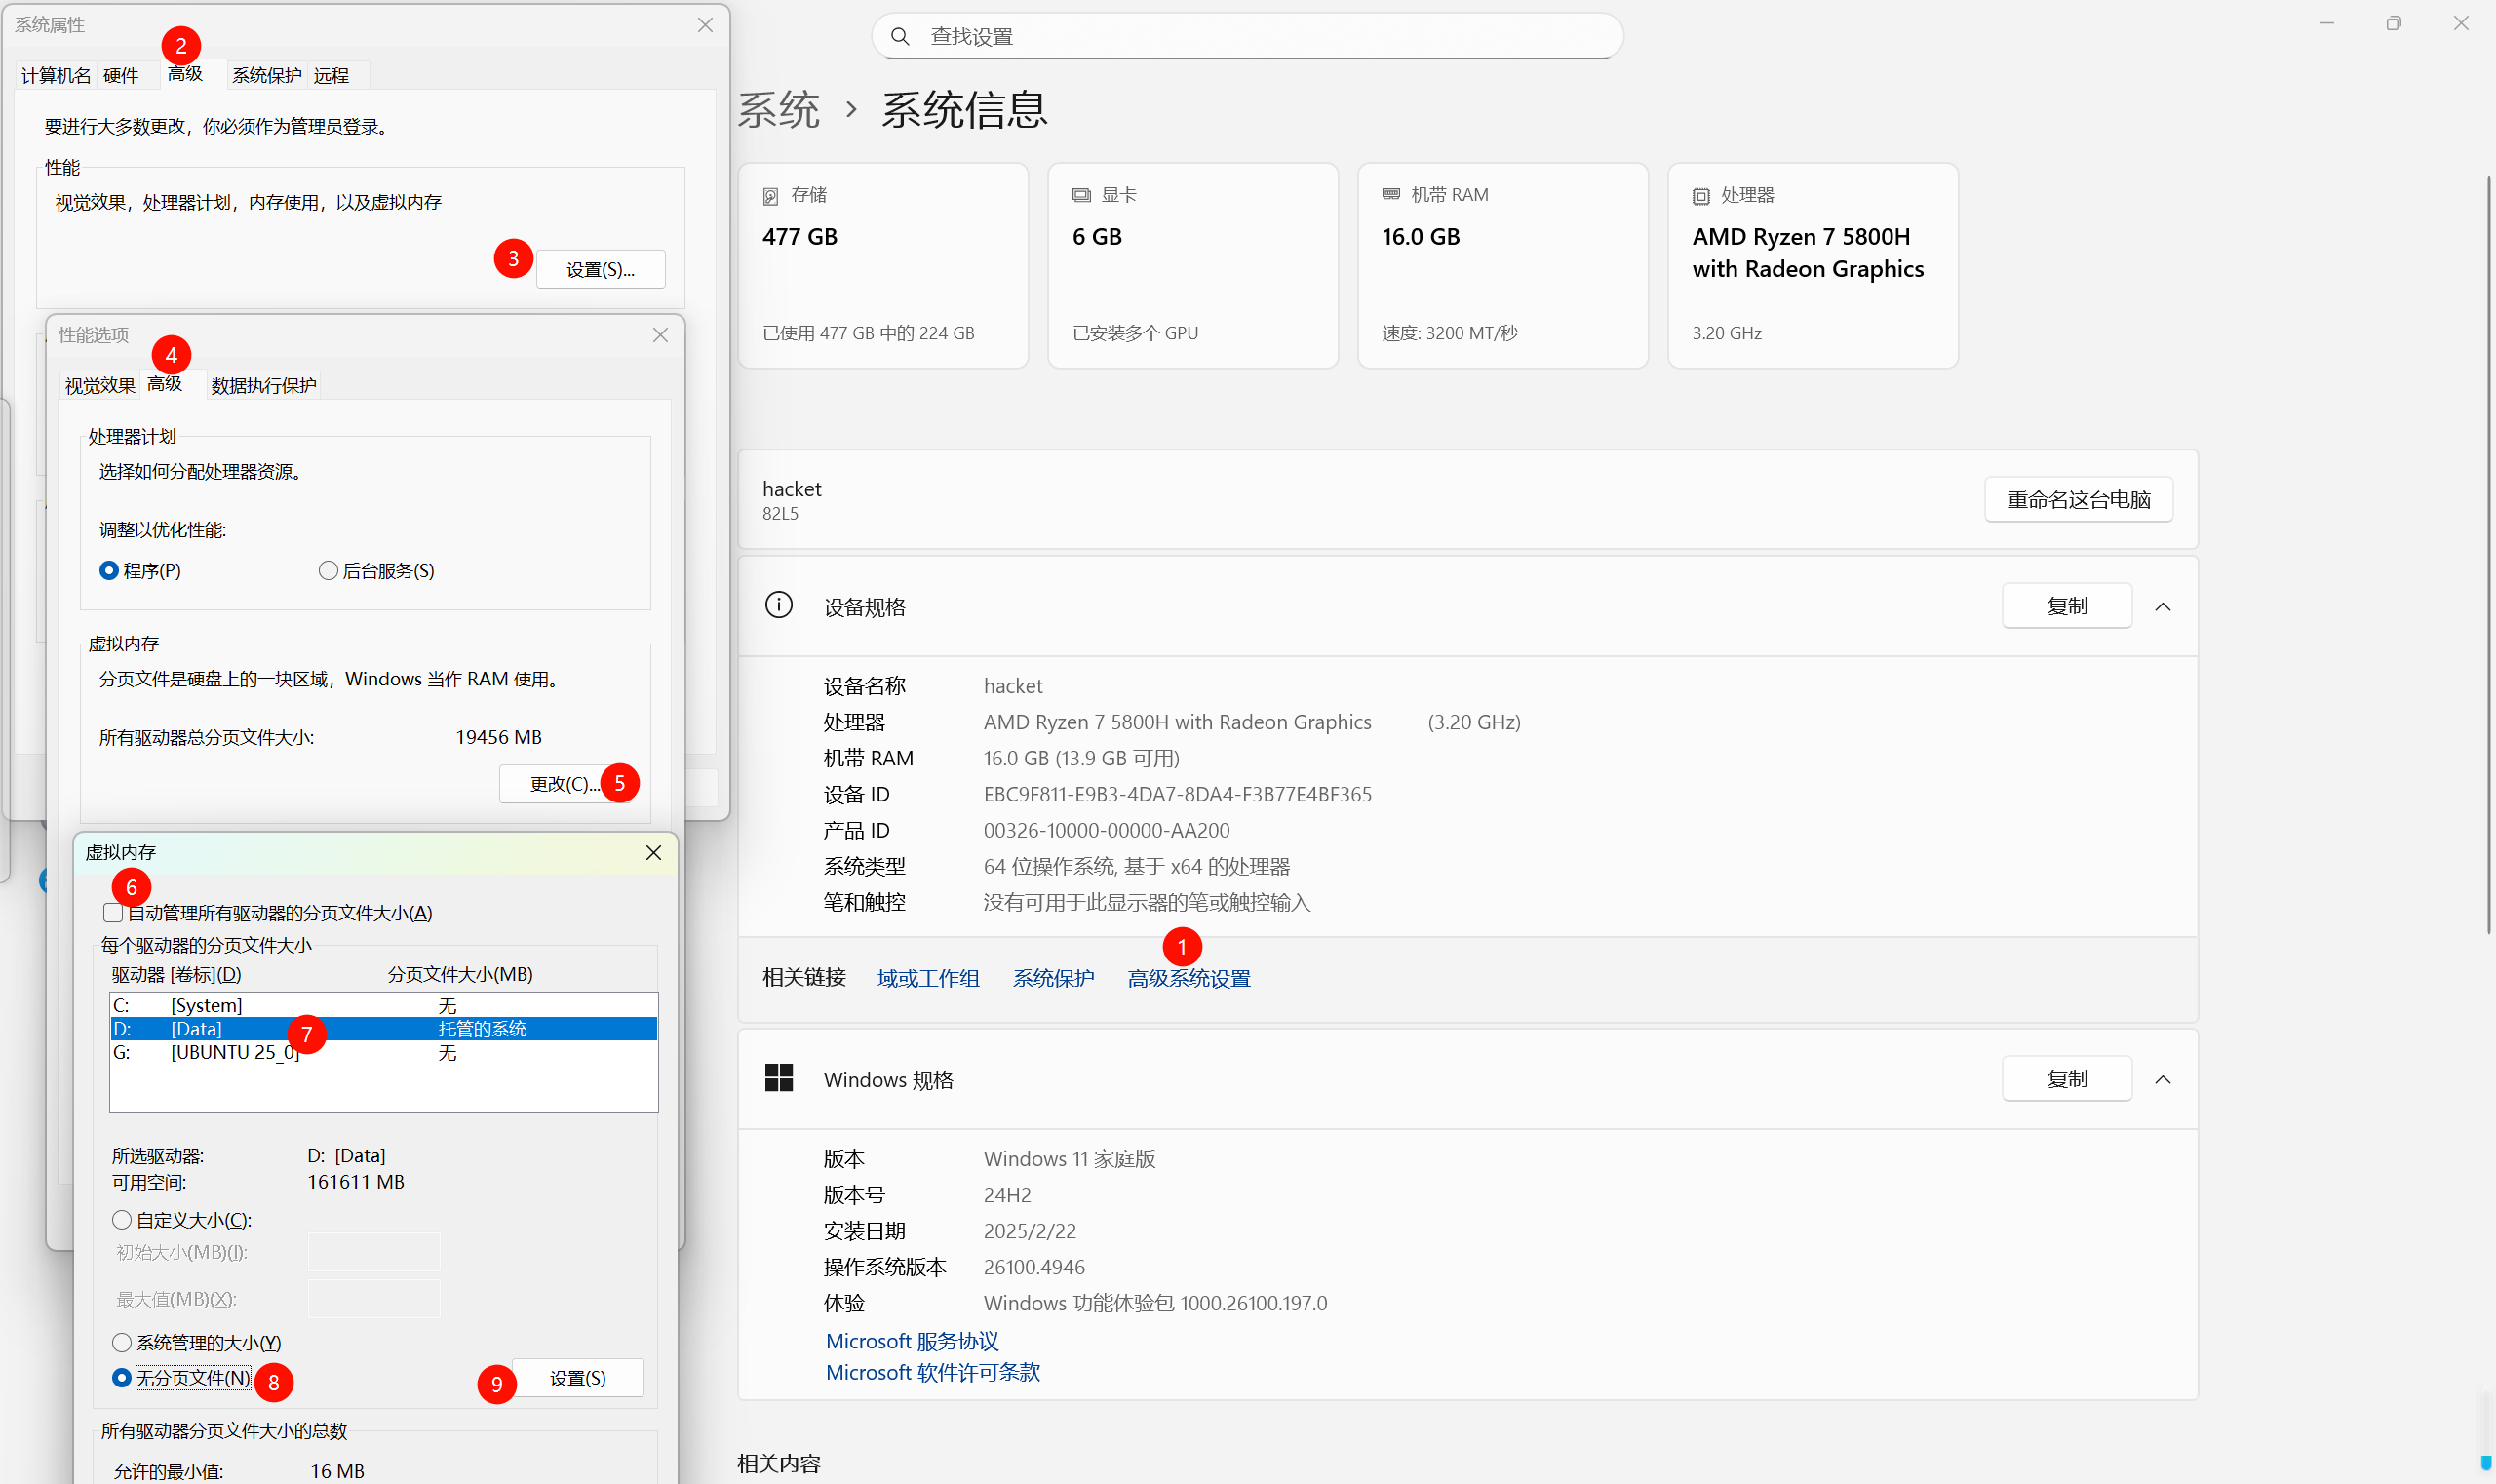 系统属性
2
计算机名 硬件 高级 系统保护 远程
要进行大多数更改，你必须作为管理员登录。
性能
视觉效果，处理器计划，内存使用，以及虚拟内存
3
设置(S)...
性能选项
4
视觉效果 高级 数据执行保护
处理器计划
选择如何分配处理器资源。
调整以优化性能:
程序(P) 后台服务(S)
虚拟内存
分页文件是硬盘上的一块区域，Windows 当作 RAM 使用。
所有驱动器总分页文件大小: 19456 MB
更改(C)... 5
虚拟内存
6
自动管理所有驱动器的分页文件大小(A)
每个驱动器的分页文件大小
驱动器 [卷标](D) 分页文件大小(MB)
C: [System] 无
D: [Data] 7 托管的系统
G: [UBUNTU 25_0] 无
所选驱动器: D: [Data]
可用空间: 161611 MB
自定义大小(C):
初始大小(MB)(I):
最大值(MB)(X):
系统管理的大小(Y)
无分页文件(N) 8 9 设置(S)
所有驱动器分页文件大小的总数
允许的最小值: 16 MB
查找设置
系统 › 系统信息
存储
477 GB
已使用 477 GB 中的 224 GB
显卡
6 GB
已安装多个 GPU
机带 RAM
16.0 GB
速度: 3200 MT/秒
处理器
AMD Ryzen 7 5800H
with Radeon Graphics
3.20 GHz
hacket
82L5
重命名这台电脑
设备规格
复制
设备名称 hacket
处理器 AMD Ryzen 7 5800H with Radeon Graphics (3.20 GHz)
机带 RAM 16.0 GB (13.9 GB 可用)
设备 ID EBC9F811-E9B3-4DA7-8DA4-F3B77E4BF365
产品 ID 00326-10000-00000-AA200
系统类型 64 位操作系统, 基于 x64 的处理器
笔和触控 没有可用于此显示器的笔或触控输入
1
相关链接 域或工作组 系统保护 高级系统设置
Windows 规格
复制
版本 Windows 11 家庭版
版本号 24H2
安装日期 2025/2/22
操作系统版本 26100.4946
体验 Windows 功能体验包 1000.26100.197.0
Microsoft 服务协议
Microsoft 软件许可条款
相关内容